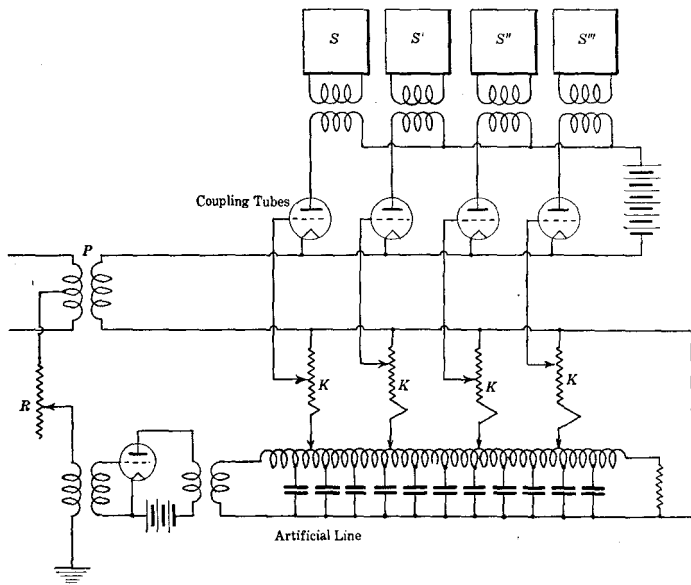 S
S'
S"
S'''
Coupling Tubes
P
K
K
K
K
R
Artificial Line